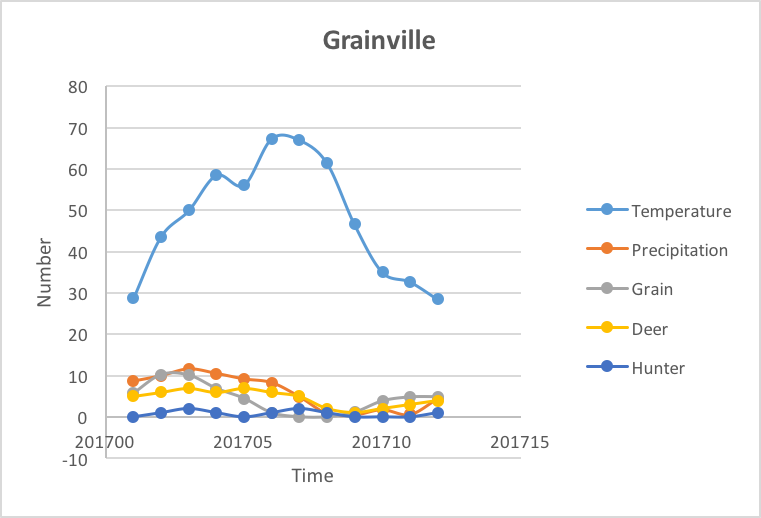 Grainville
80
70
60
50
40
30
20
10
0
-10
201700 201705 201710 201715
Number
Time
Temperature
Precipitation
Grain
Deer
Hunter